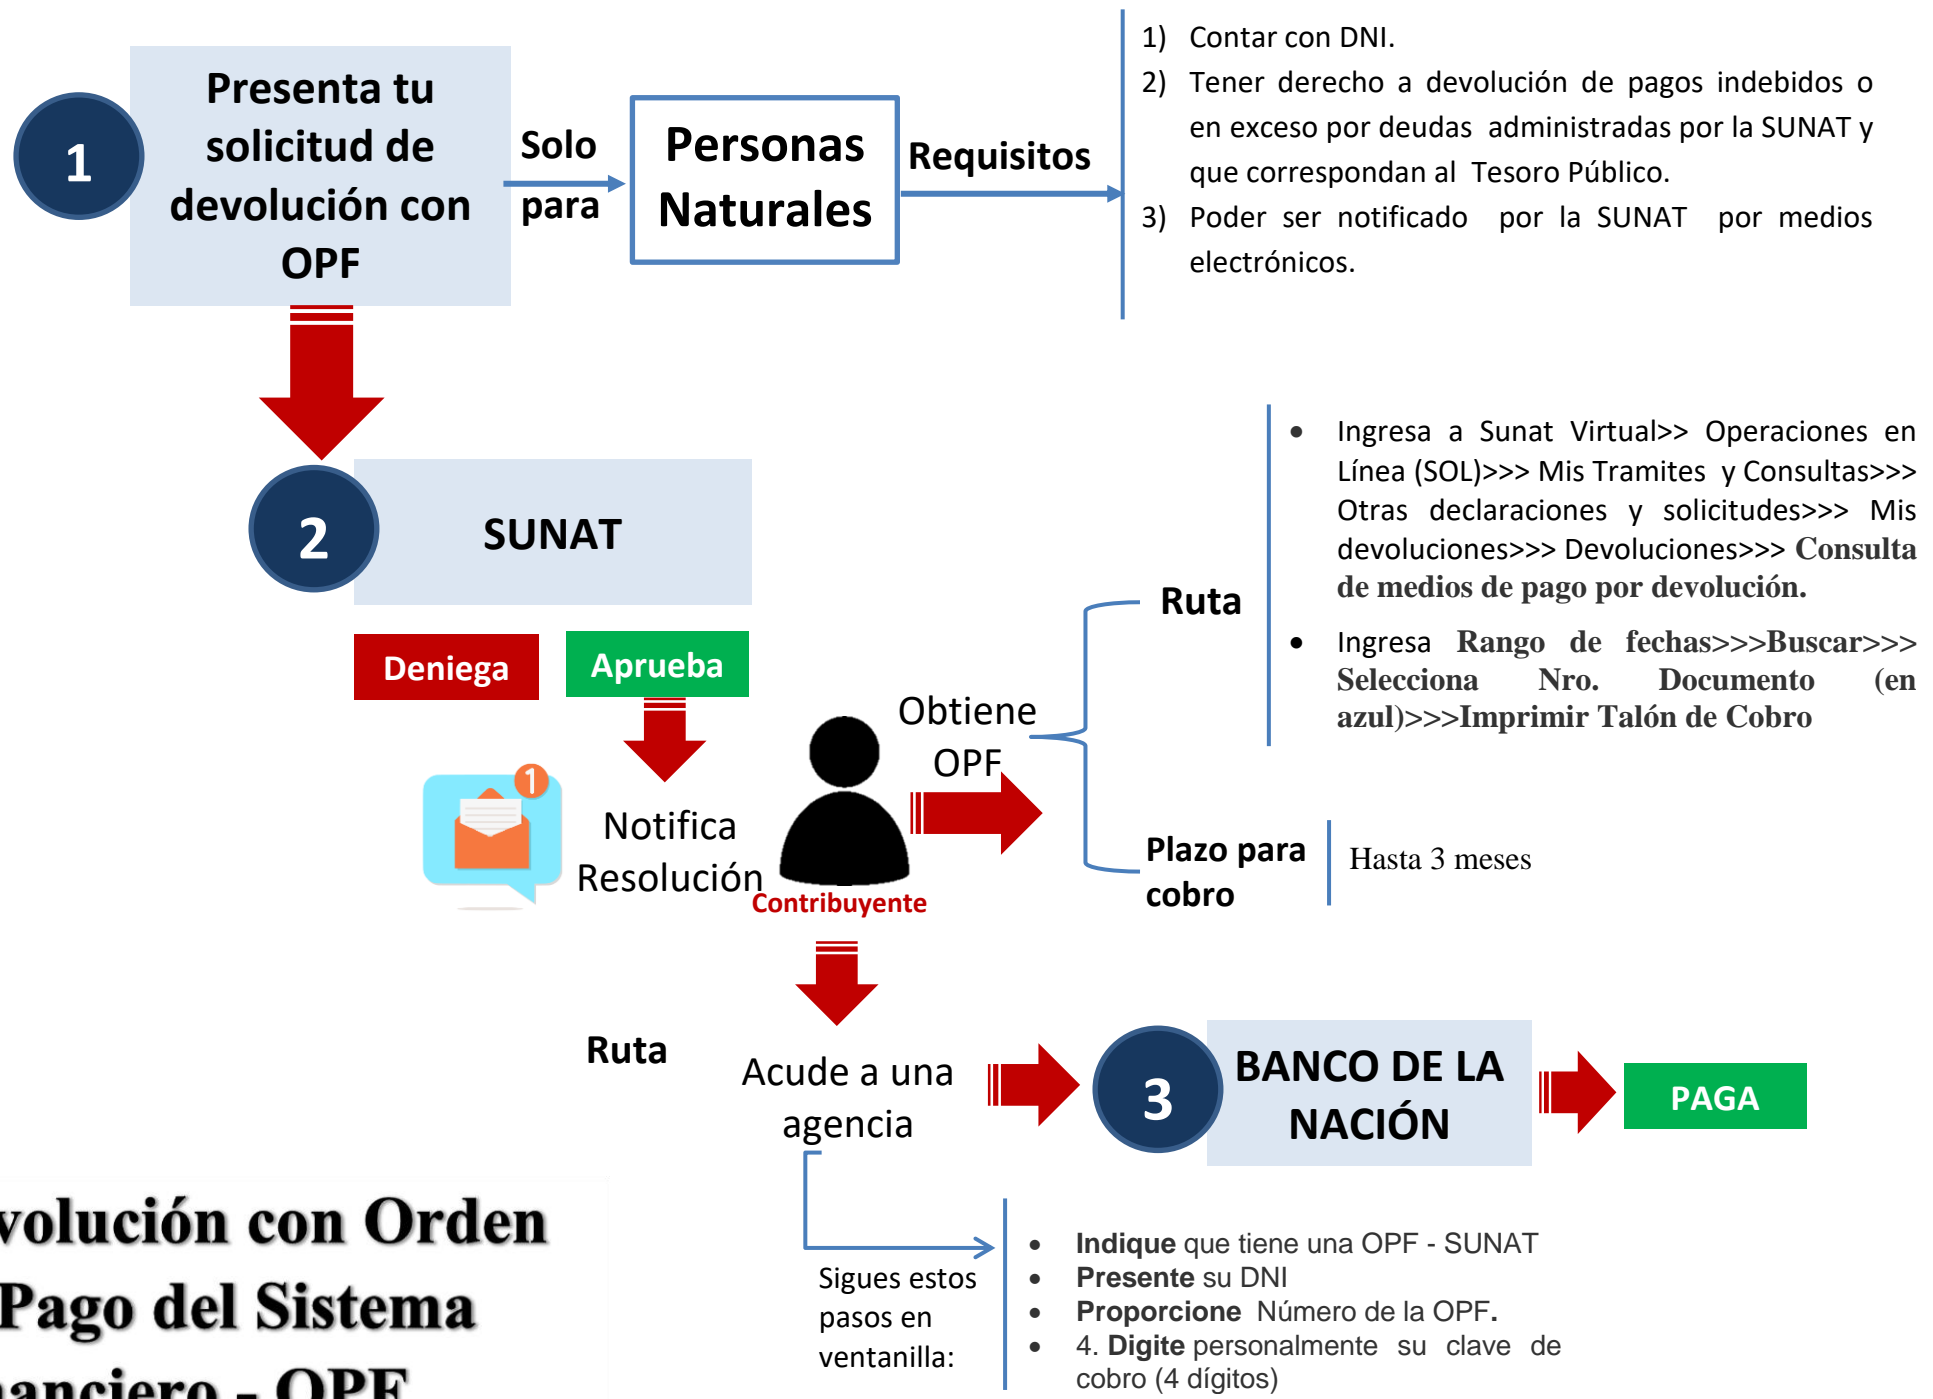 1
Presenta tu
solicitud de
devolución con
OPF
Solo
para
Personas
Naturales
Requisitos
1) Contar con DNI.
2) Tener derecho a devolución de pagos indebidos o
en exceso por deudas administradas por la SUNAT y
que correspondan al Tesoro Público.
3) Poder ser notificado por la SUNAT por medios
electrónicos.
2
SUNAT
Deniega
Aprueba
1
Notifica
Resolución
Contribuyente
Obtiene
OPF
Ruta
• Ingresa a Sunat Virtual>> Operaciones en
Línea (SOL)>>> Mis Tramites y Consultas>>>
Otras declaraciones y solicitudes>>> Mis
devoluciones>>> Devoluciones>>> Consulta
de medios de pago por devolución.
• Ingresa Rango de fechas>>>Buscar>>>
Selecciona Nro. Documento (en
azul)>>>Imprimir Talón de Cobro
Plazo para
cobro
Hasta 3 meses
Ruta
Acude a una
agencia
3
BANCO DE LA
NACIÓN
PAGA
Sigues estos
pasos en
ventanilla:
• Indique que tiene una OPF - SUNAT
• Presente su DNI
• Proporcione Número de la OPF.
• 4. Digite personalmente su clave de
cobro (4 dígitos)
volución con Orden
Pago del Sistema
nanciero - OPF